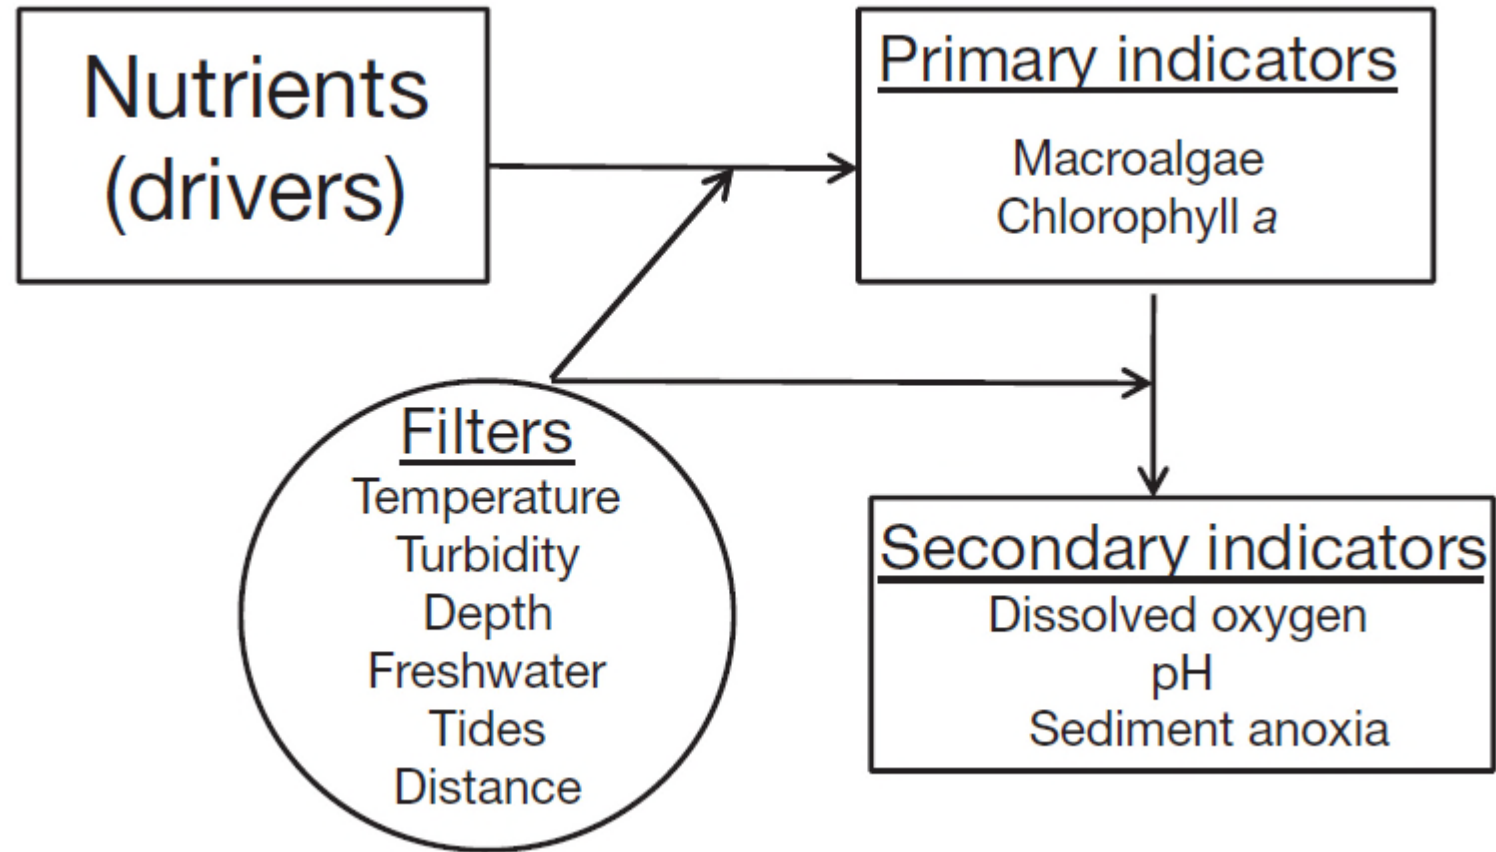 Nutrients
(drivers)
Primary indicators
Macroalgae
Chlorophyll a
Filters
Temperature
Turbidity
Depth
Freshwater
Tides
Distance
Secondary indicators
Dissolved oxygen
pH
Sediment anoxia